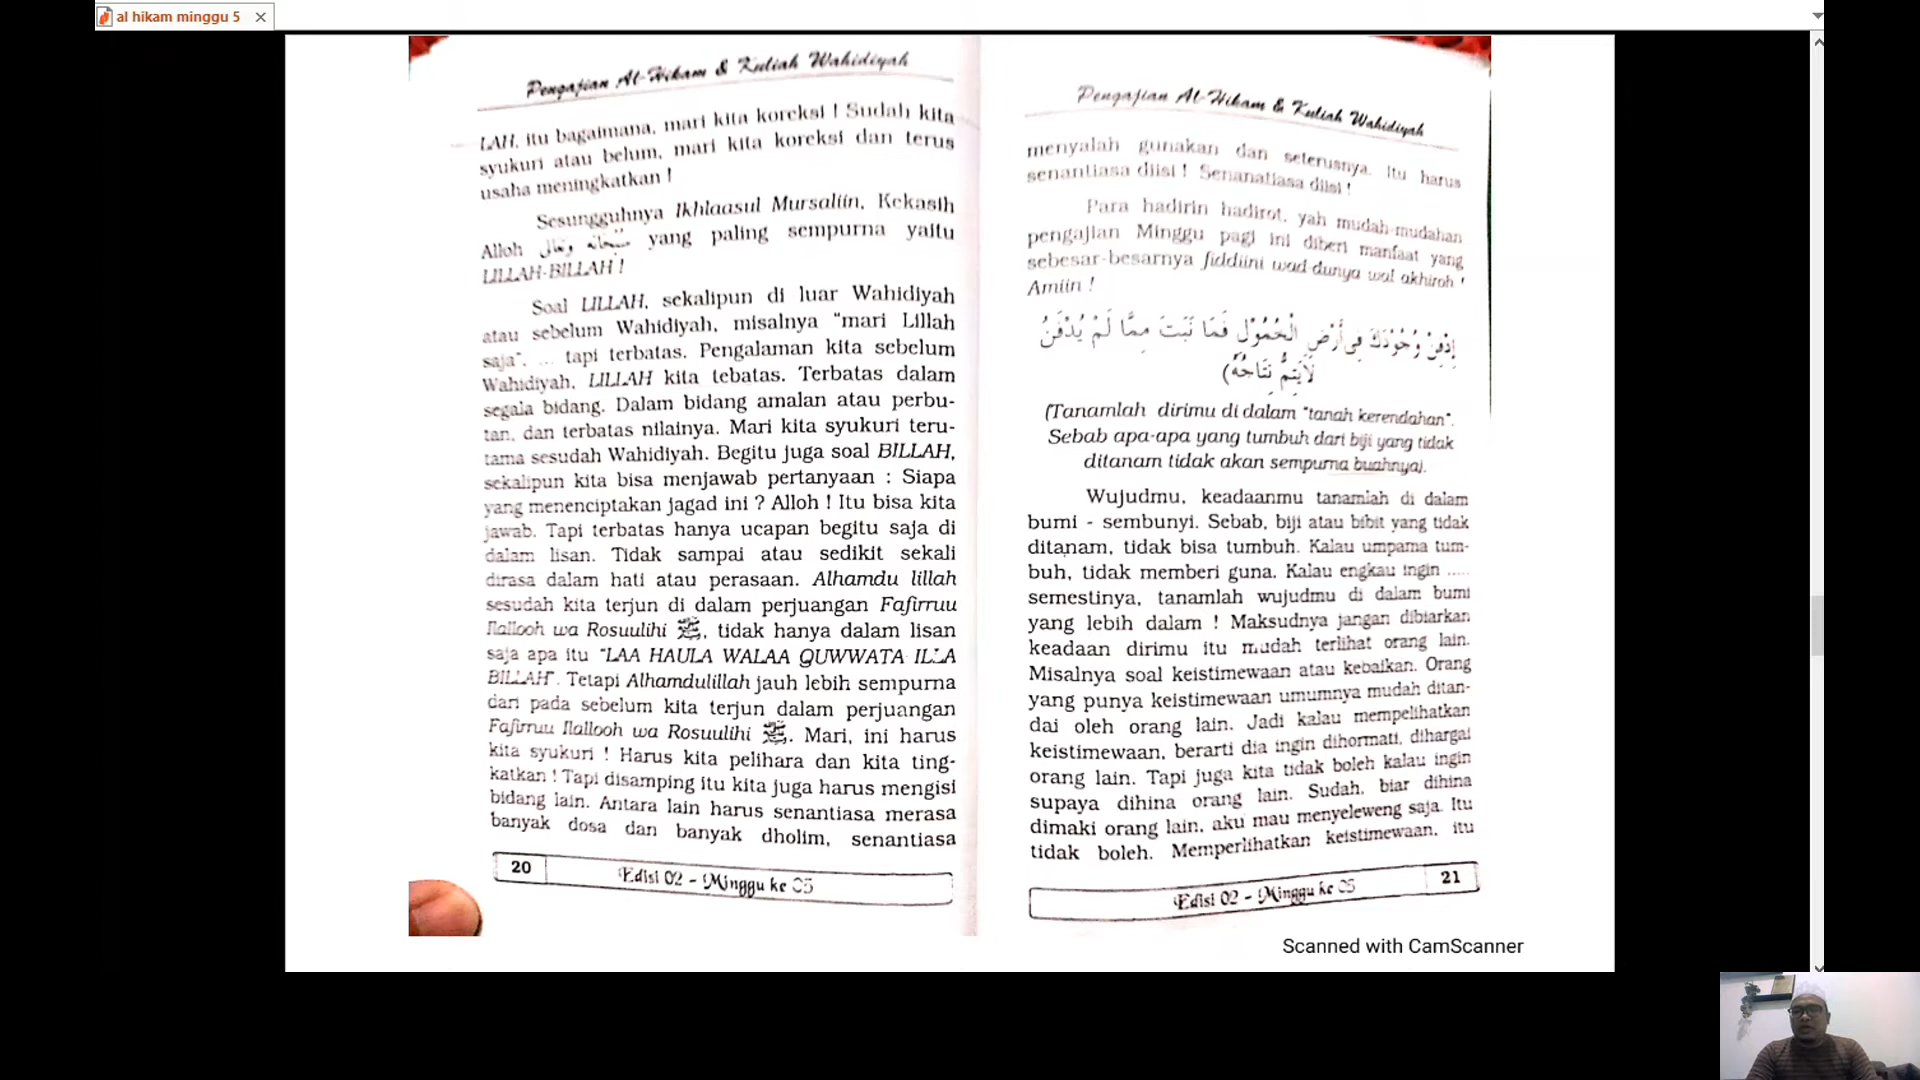 al hikam minggu 5
Pengajian Al-Hikam & Kuliah Wahidiyah
LAH, itu bagaimana, mari kita koreksi ! Sudah kita
syukuri atau belum, mari kita koreksi dan terus
usaha meningkatkan !
Sesungguhnya Ikhlaasul Mursaliin, Kekasih
Alloh سُبْحَانَهُ وَتَعَالَى yang paling sempurna yaitu
LILLAH-BILLAH !
Soal LILLAH, sekalipun di luar Wahidiyah
atau sebelum Wahidiyah, misalnya "mari Lillah
saja", ... tapi terbatas. Pengalaman kita sebelum
Wahidiyah, LILLAH kita tebatas. Terbatas dalam
segala bidang. Dalam bidang amalan atau perbu-
tan, dan terbatas nilainya. Mari kita syukuri teru-
tama sesudah Wahidiyah. Begitu juga soal BILLAH,
sekalipun kita bisa menjawab pertanyaan : Siapa
yang menenciptakan jagad ini ? Alloh ! Itu bisa kita
jawab. Tapi terbatas hanya ucapan begitu saja di
dalam lisan. Tidak sampai atau sedikit sekali
dirasa dalam hati atau perasaan. Alhamdu lillah
sesudah kita terjun di dalam perjuangan Fafirruu
Ilallooh wa Rosuulihi ﷺ, tidak hanya dalam lisan
saja apa itu "LAA HAULA WALAA QUWWATA ILLA
BILLAH". Tetapi Alhamdulillah jauh lebih sempurna
dari pada sebelum kita terjun dalam perjuangan
Fafirruu Ilallooh wa Rosuulihi ﷺ. Mari, ini harus
kita syukuri ! Harus kita pelihara dan kita ting-
katkan ! Tapi disamping itu kita juga harus mengisi
bidang lain. Antara lain harus senantiasa merasa
banyak dosa dan banyak dholim, senantiasa
20
Edisi 02 - Minggu ke 05
Pengajian Al-Hikam & Kuliah Wahidiyah
menyalah gunakan dan seterusnya. Itu harus
senantiasa diisi ! Senanatiasa diisi !
Para hadirin hadirot, yah mudah-mudahan
pengajian Minggu pagi ini diberi manfaat yang
sebesar-besarnya fiddiini wad-dunya wal akhiroh !
Amiin !
إِدْفِنْ وُجُوْدَكَ فِى أَرْضِ الْخُمُوْلِ فَمَا نَبَتَ مِمَّا لَمْ يُدْفَنُ
لَايَتِمُّ نِتَاجُهُ)
(Tanamlah dirimu di dalam "tanah kerendahan".
Sebab apa-apa yang tumbuh dari biji yang tidak
ditanam tidak akan sempurna buahnya).
Wujudmu, keadaanmu tanamlah di dalam
bumi - sembunyi. Sebab, biji atau bibit yang tidak
ditanam, tidak bisa tumbuh. Kalau umpama tum-
buh, tidak memberi guna. Kalau engkau ingin .....
semestinya, tanamlah wujudmu di dalam bumi
yang lebih dalam ! Maksudnya jangan dibiarkan
keadaan dirimu itu mudah terlihat orang lain.
Misalnya soal keistimewaan atau kebaikan. Orang
yang punya keistimewaan umumnya mudah ditan-
dai oleh orang lain. Jadi kalau mempelihatkan
keistimewaan, berarti dia ingin dihormati, dihargai
orang lain. Tapi juga kita tidak boleh kalau ingin
supaya dihina orang lain. Sudah, biar dihina
dimaki orang lain, aku mau menyeleweng saja. Itu
tidak boleh. Memperlihatkan keistimewaan, itu
Edisi 02 - Minggu ke 05
21
Scanned with CamScanner